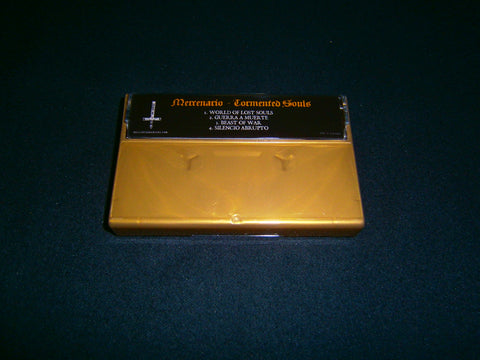 Mercenario - Tormented Souls
1. WORLD OF LOST SOULS
2. GUERRA A MUERTE
3. BEAST OF WAR
4. SILENCIO ABRUPTO